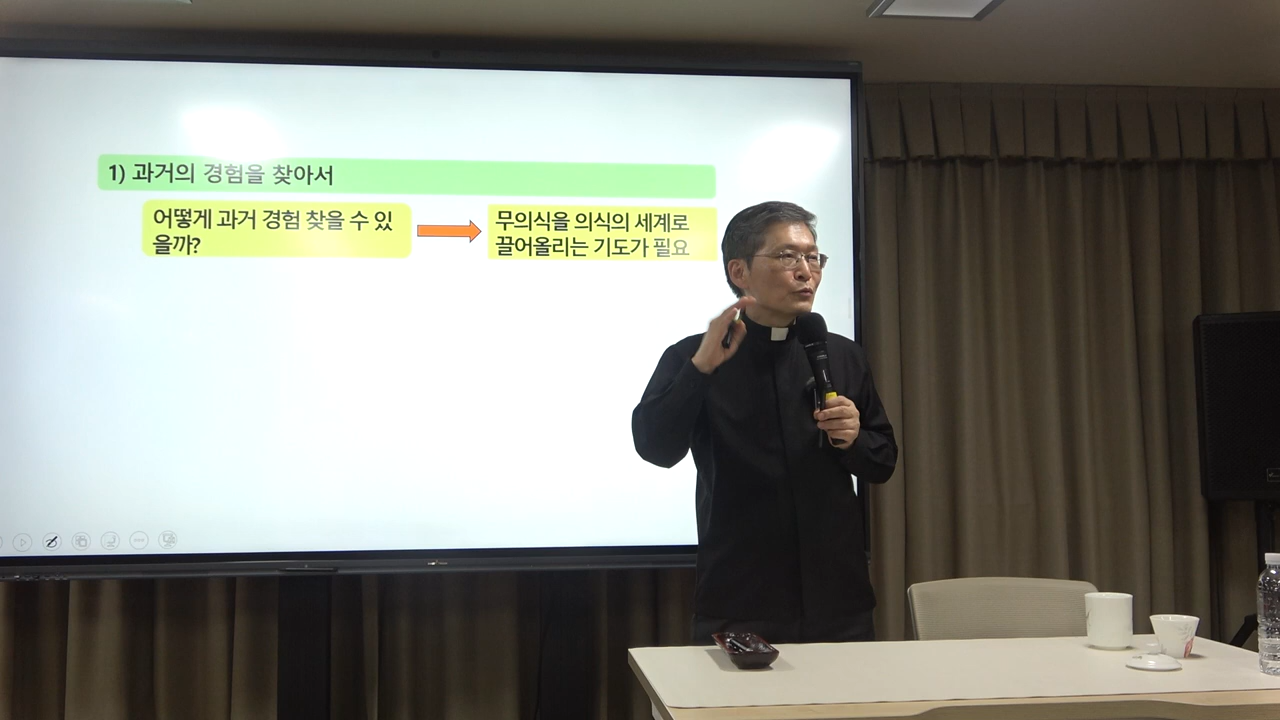 1) 과거의 경험을 찾아서
어떻게 과거 경험 찾을 수 있
을까?
무의식을 의식의 세계로
끌어올리는 기도가 필요